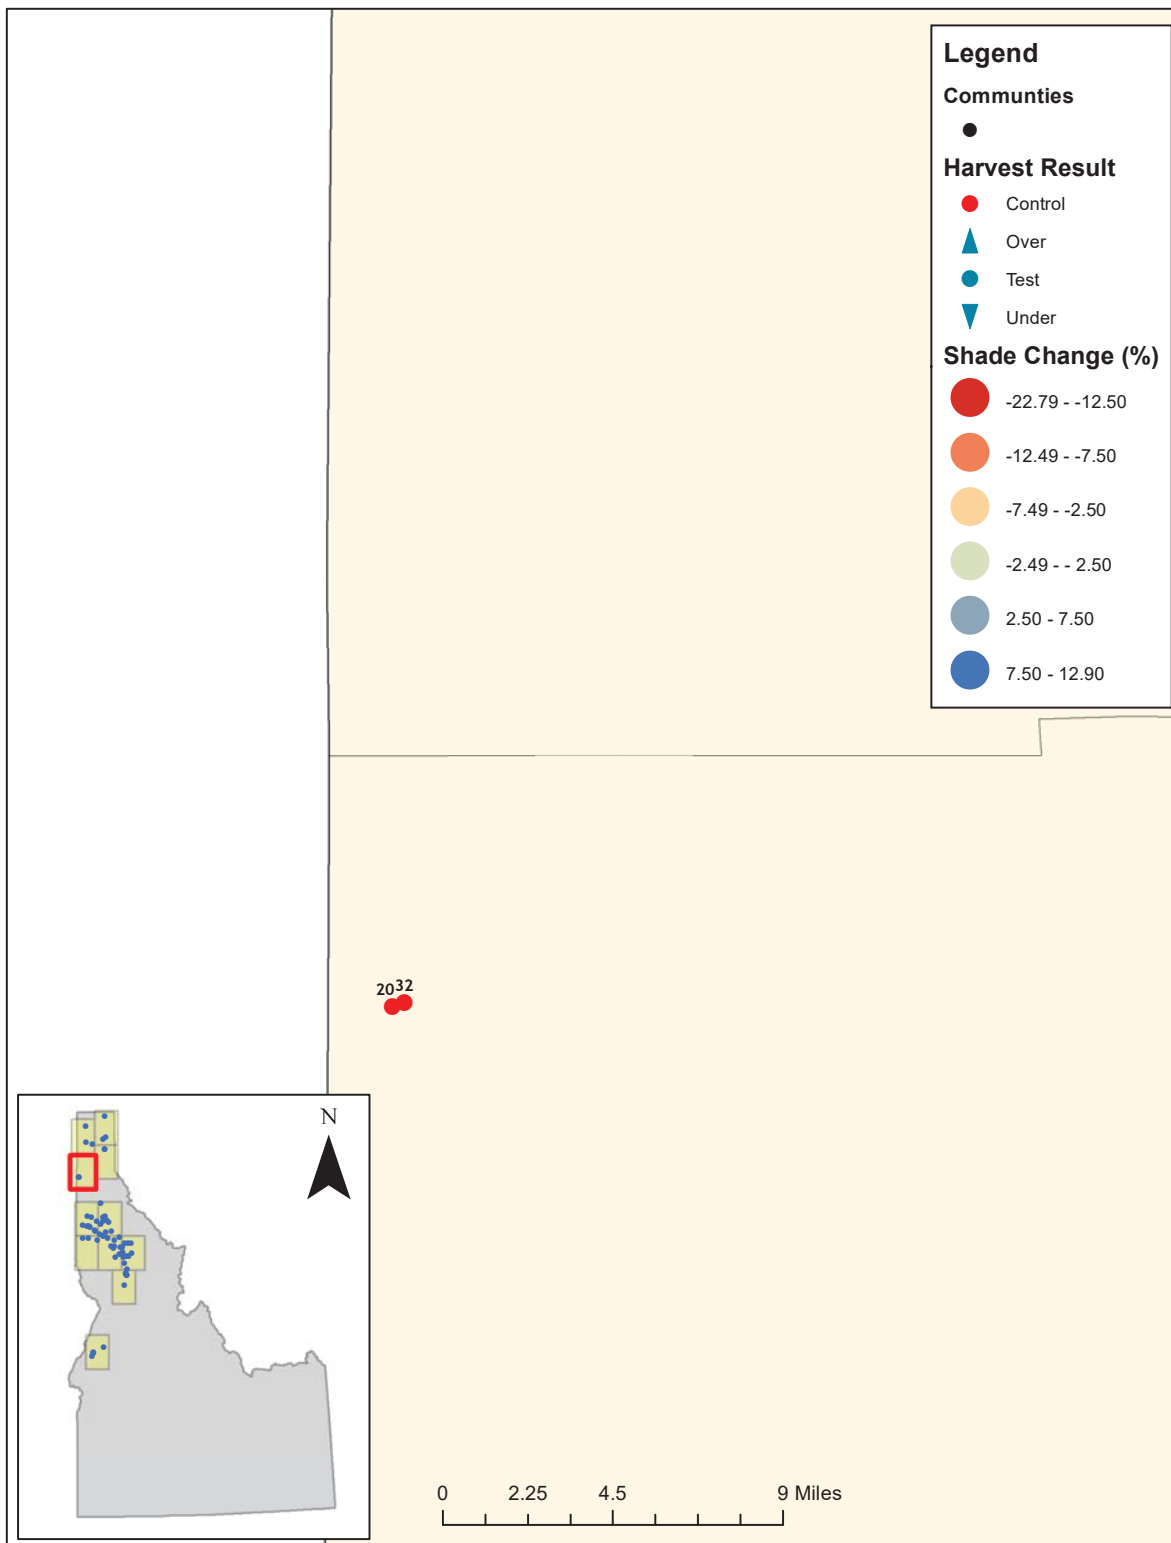 Legend
Communties
Harvest Result
Control
Over
Test
Under
Shade Change (%)
-22.79 - -12.50
-12.49 - -7.50
-7.49 - -2.50
-2.49 - - 2.50
2.50 - 7.50
7.50 - 12.90
20 32
N
0 2.25 4.5 9 Miles